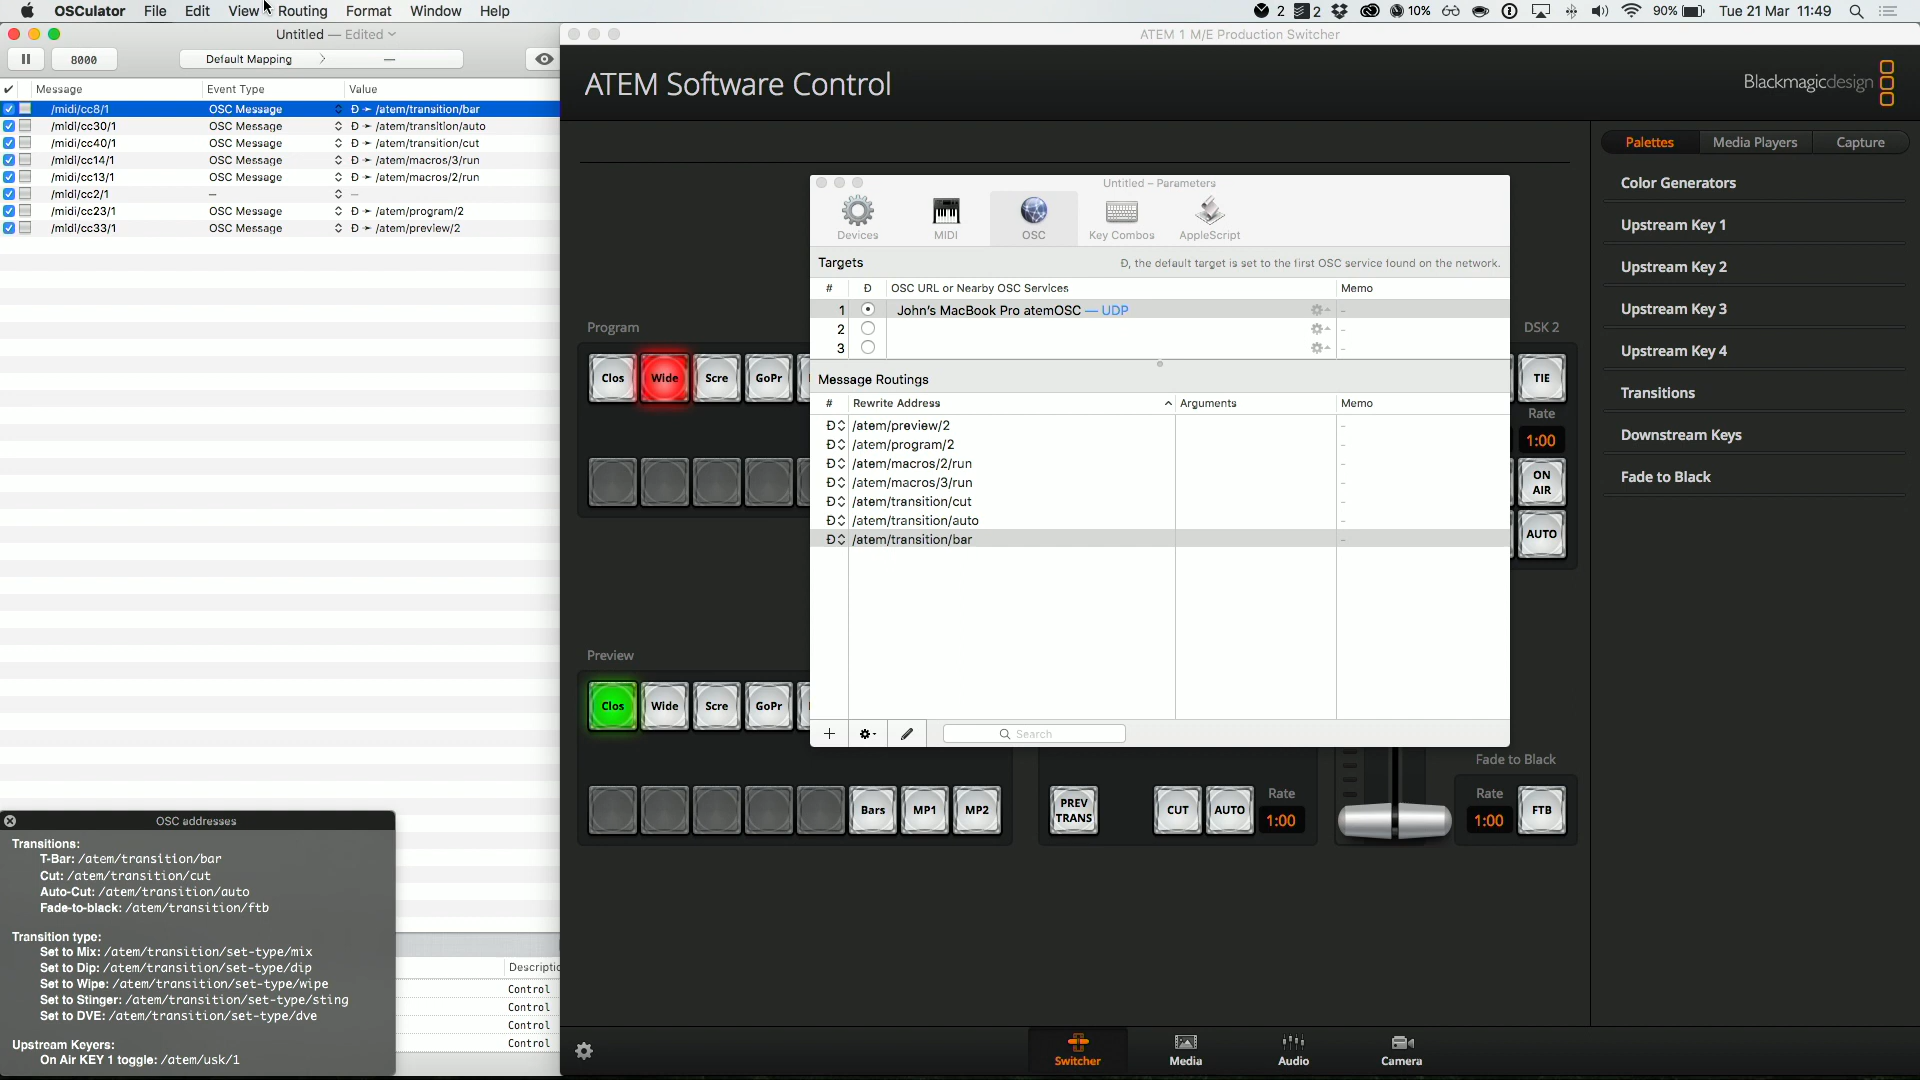 OSCulator File Edit View Routing Format Window Help
2 2 10% 90% Tue 21 Mar 11:49
Untitled — Edited
8000 Default Mapping —
Message Event Type Value
/midi/cc8/1 OSC Message Ð ➛ /atem/transition/bar
/midi/cc30/1 OSC Message Ð ➛ /atem/transition/auto
/midi/cc40/1 OSC Message Ð ➛ /atem/transition/cut
/midi/cc14/1 OSC Message Ð ➛ /atem/macros/3/run
/midi/cc13/1 OSC Message Ð ➛ /atem/macros/2/run
/midi/cc2/1 – –
/midi/cc23/1 OSC Message Ð ➛ /atem/program/2
/midi/cc33/1 OSC Message Ð ➛ /atem/preview/2
Descriptio
Control
Control
Control
Control
OSC addresses
Transitions:
T-Bar: /atem/transition/bar
Cut: /atem/transition/cut
Auto-Cut: /atem/transition/auto
Fade-to-black: /atem/transition/ftb
Transition type:
Set to Mix: /atem/transition/set-type/mix
Set to Dip: /atem/transition/set-type/dip
Set to Wipe: /atem/transition/set-type/wipe
Set to Stinger: /atem/transition/set-type/sting
Set to DVE: /atem/transition/set-type/dve
Upstream Keyers:
On Air KEY 1 toggle: /atem/usk/1
ATEM 1 M/E Production Switcher
ATEM Software Control
Blackmagicdesign
Program
Clos Wide Scre GoPr
Untitled – Parameters
Devices MIDI OSC Key Combos AppleScript
Targets Ð, the default target is set to the first OSC service found on the network.
# Ð OSC URL or Nearby OSC Services Memo
1 John's MacBook Pro atemOSC — UDP –
2 –
3 –
Message Routings
# Rewrite Address Arguments Memo
Ð /atem/preview/2 –
Ð /atem/program/2 –
Ð /atem/macros/2/run –
Ð /atem/macros/3/run –
Ð /atem/transition/cut –
Ð /atem/transition/auto –
Ð /atem/transition/bar –
+ Search
DSK 2
TIE
Rate
1:00
ON
AIR
AUTO
Preview
Clos Wide Scre GoPr
Bars MP1 MP2
PREV
TRANS
CUT AUTO
Rate
1:00
Fade to Black
Rate
1:00
FTB
Palettes Media Players Capture
Color Generators
Upstream Key 1
Upstream Key 2
Upstream Key 3
Upstream Key 4
Transitions
Downstream Keys
Fade to Black
Switcher Media Audio Camera